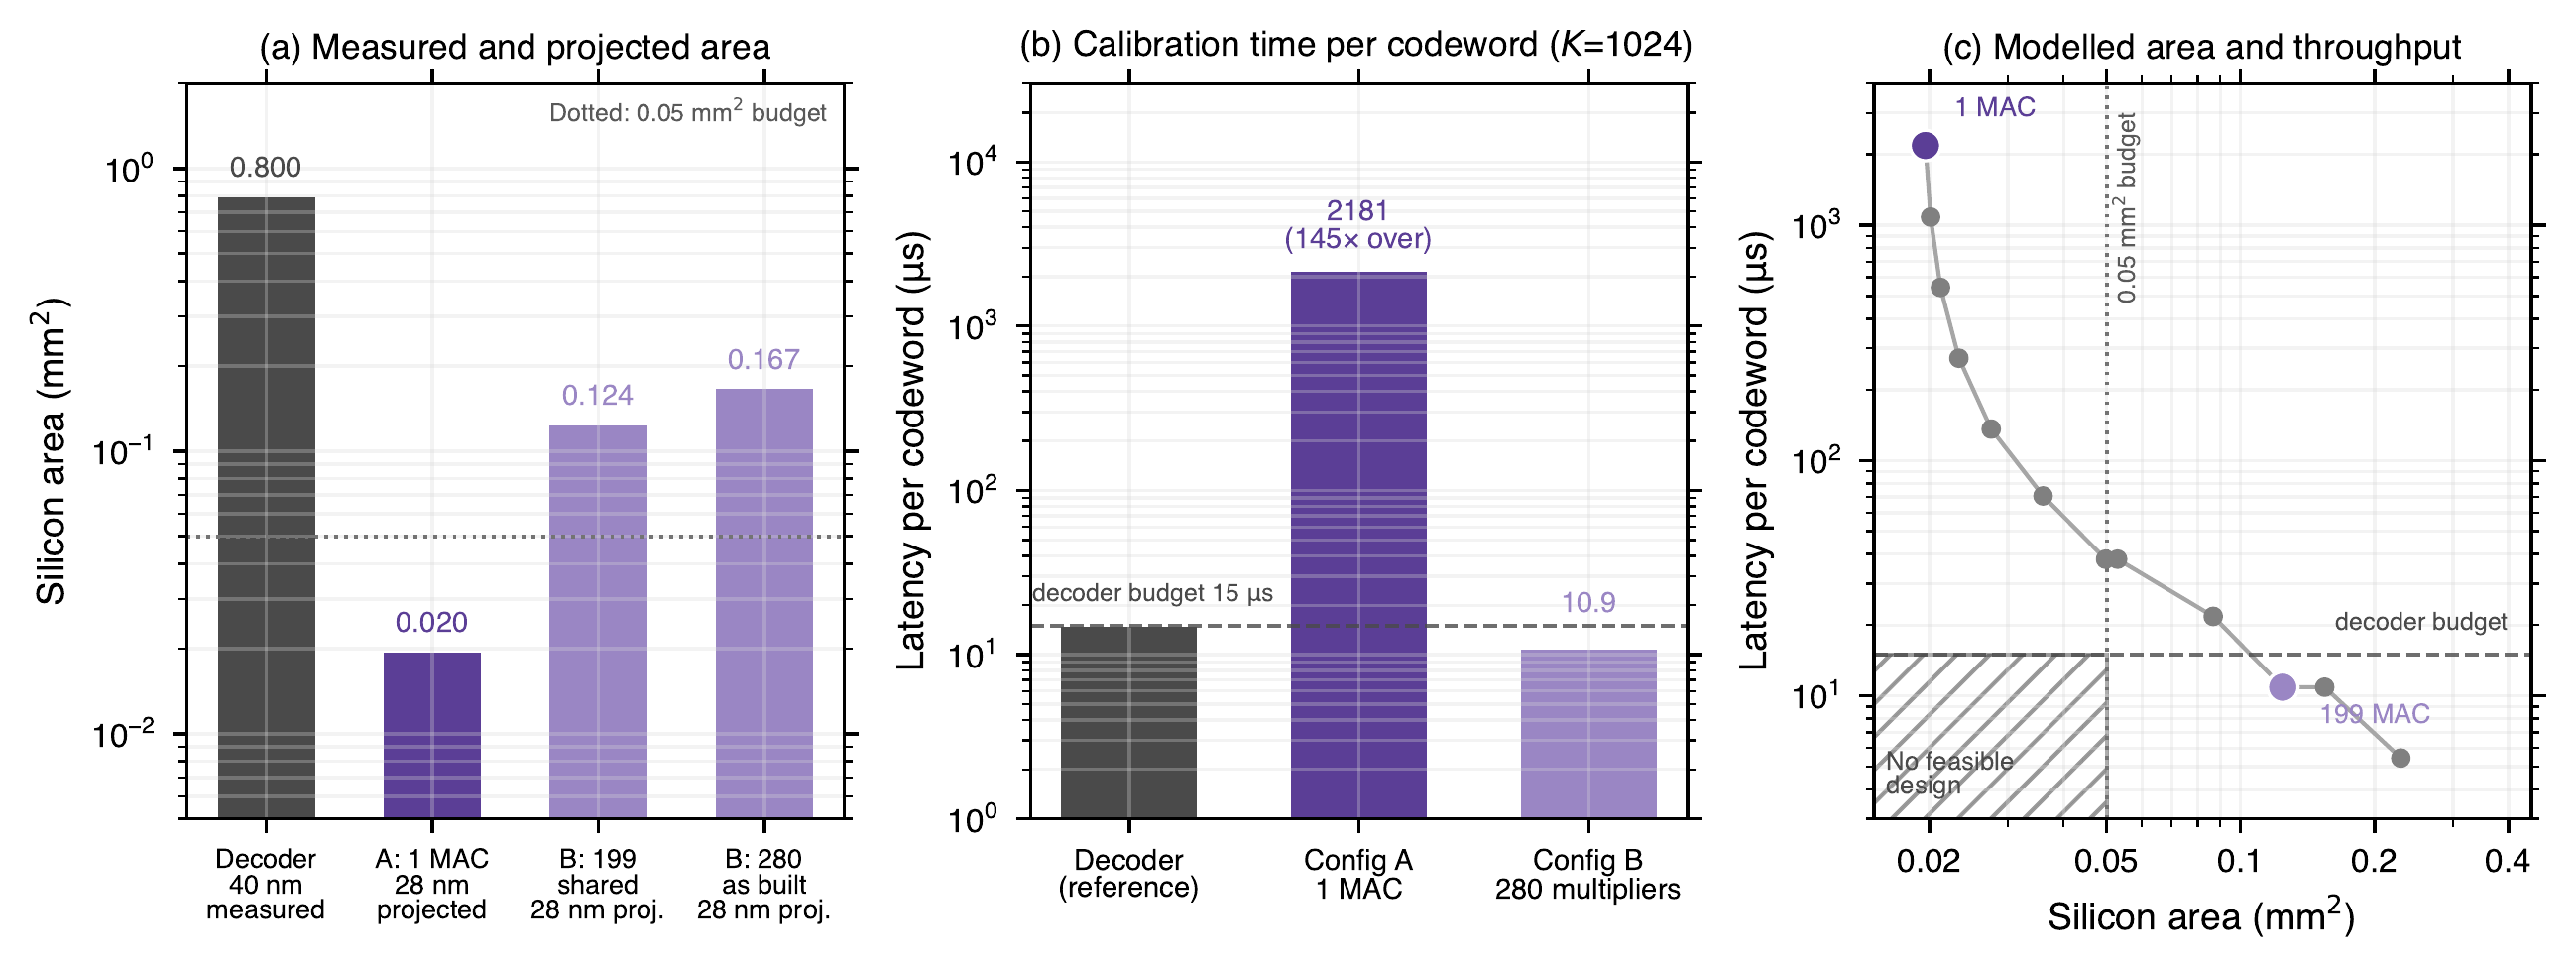 (a) Measured and projected area
Dotted: 0.05 mm² budget
Silicon area (mm²)
10⁰
10⁻¹
10⁻²
0.800
0.020
0.124
0.167
Decoder
40 nm
measured
A: 1 MAC
28 nm
projected
B: 199
shared
28 nm proj.
B: 280
as built
28 nm proj.
(b) Calibration time per codeword (K=1024)
Latency per codeword (µs)
10⁴
10³
10²
10¹
10⁰
2181
(145× over)
decoder budget 15 µs
10.9
Decoder
(reference)
Config A
1 MAC
Config B
280 multipliers
(c) Modelled area and throughput
Latency per codeword (µs)
10³
10²
10¹
1 MAC
0.05 mm² budget
decoder budget
199 MAC
No feasible
design
0.02
0.05
0.1
0.2
0.4
Silicon area (mm²)